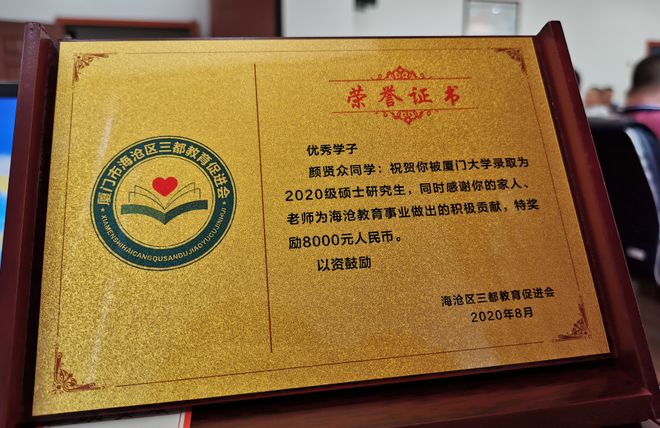 厦门市海沧区三都教育促进会
XIAMENSHIHAICANGQUSANDUJIAOYUCUJINHUI
荣誉证书
优秀学子
颜贤众同学：祝贺你被厦门大学录取为
2020级硕士研究生，同时感谢你的家人、
老师为海沧教育事业做出的积极贡献，特奖
励8000元人民币。
以资鼓励
海沧区三都教育促进会
2020年8月